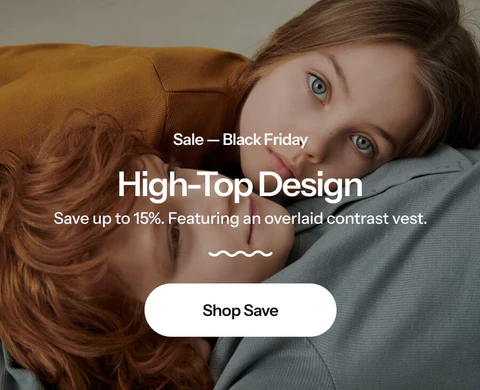 Sale — Black Friday
High-Top Design
Save up to 15%. Featuring an overlaid contrast vest.
Shop Save